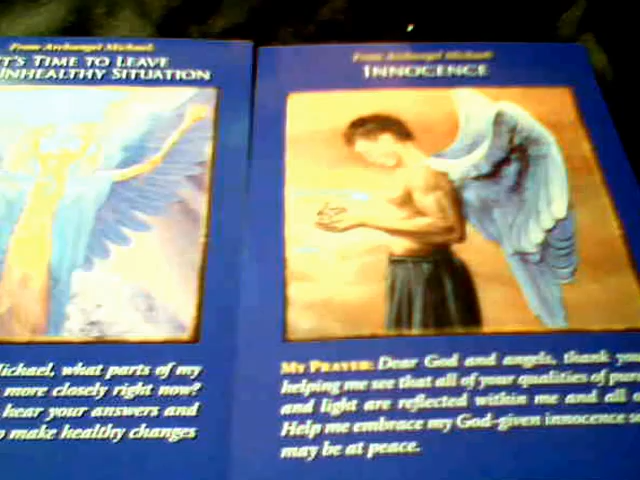 From Archangel Michael
T'S TIME TO LEAVE
UNHEALTHY SITUATION
Michael, what parts of my
more closely right now?
hear your answers and
make healthy changes
From Archangel Michael
INNOCENCE
MY PRAYER: Dear God and angels, thank
helping me see that all of your qualities of
and light are reflected within me and all
Help me embrace my God-given innocence
may be at peace.